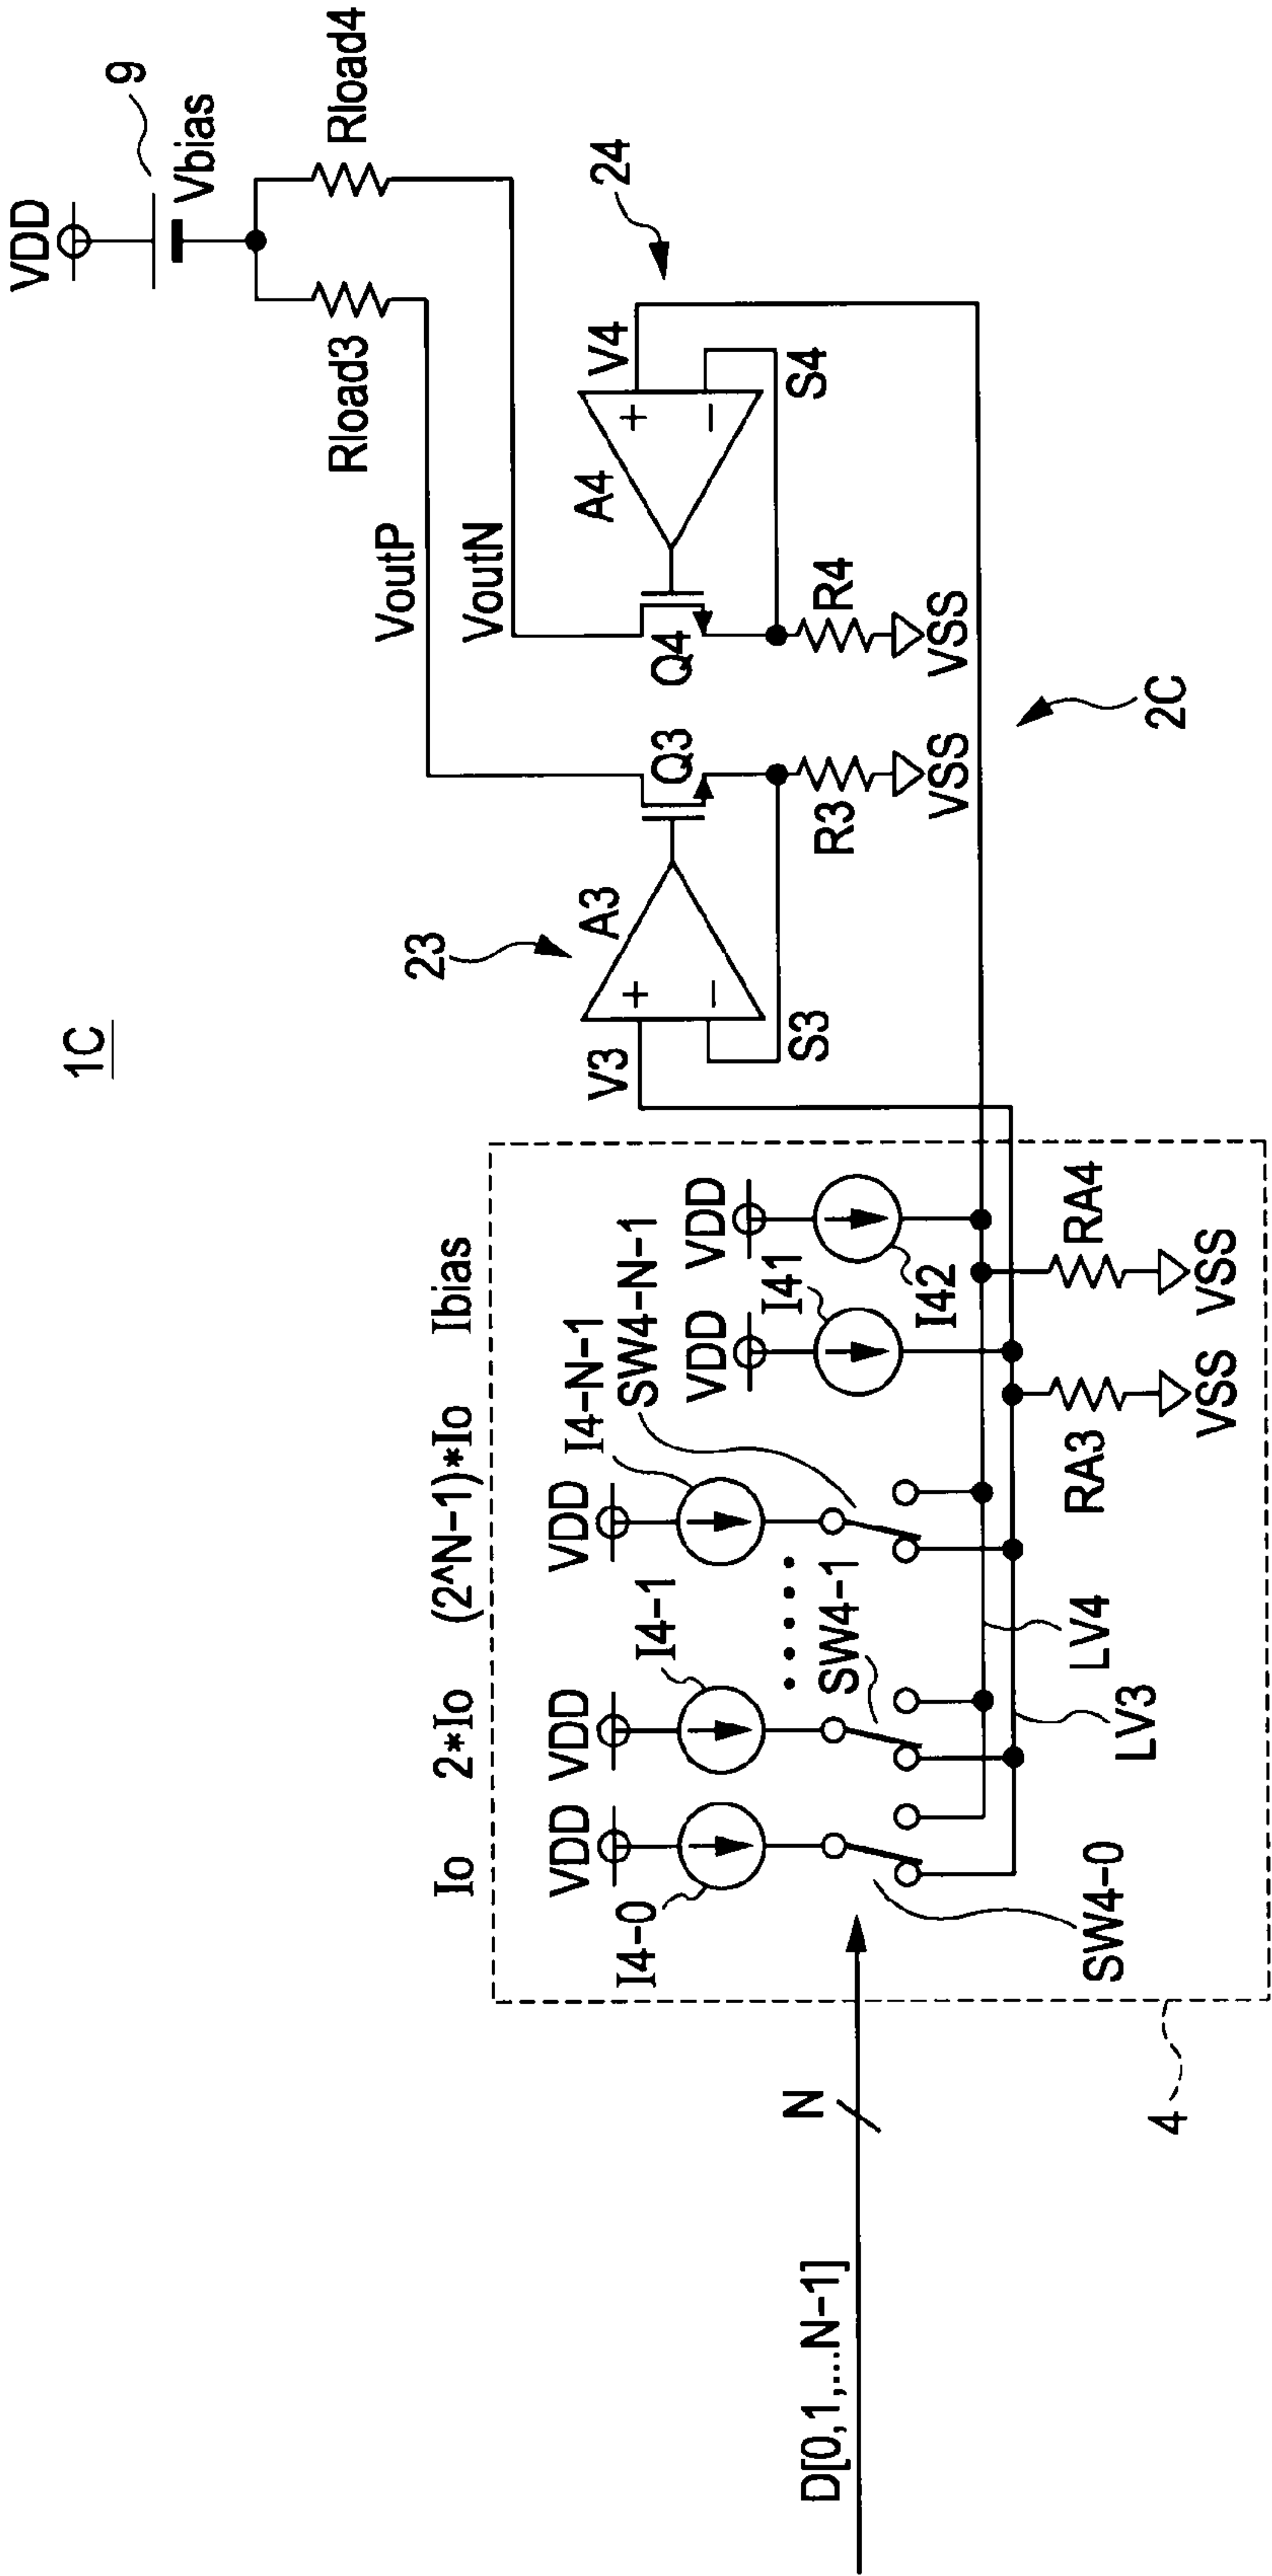 1C
VDD
9
Vbias
Rload3
Rload4
VoutP
VoutN
23
A3
V3
+
−
S3
Q3
R3
VSS
24
A4
V4
+
−
S4
Q4
R4
VSS
2C
Io
2*Io
(2^N−1)*Io
Ibias
VDD
VDD
VDD
VDD
VDD
I4−0
I4−1
I4−N−1
SW4−N−1
I41
I42
SW4−0
SW4−1
LV3
LV4
RA3
RA4
VSS
VSS
D[0,1,...N−1]
N
4